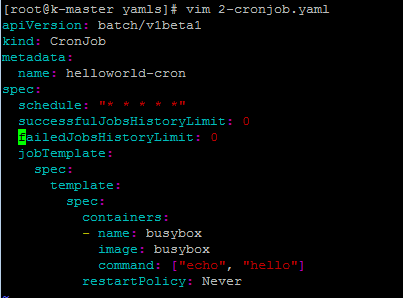 [root@k-master yamls]# vim 2-cronjob.yaml
apiVersion: batch/v1beta1
kind: CronJob
metadata:
  name: helloworld-cron
spec:
  schedule: "* * * * *"
  successfulJobsHistoryLimit: 0
  failedJobsHistoryLimit: 0
  jobTemplate:
    spec:
      template:
        spec:
          containers:
          - name: busybox
            image: busybox
            command: ["echo", "hello"]
          restartPolicy: Never
~